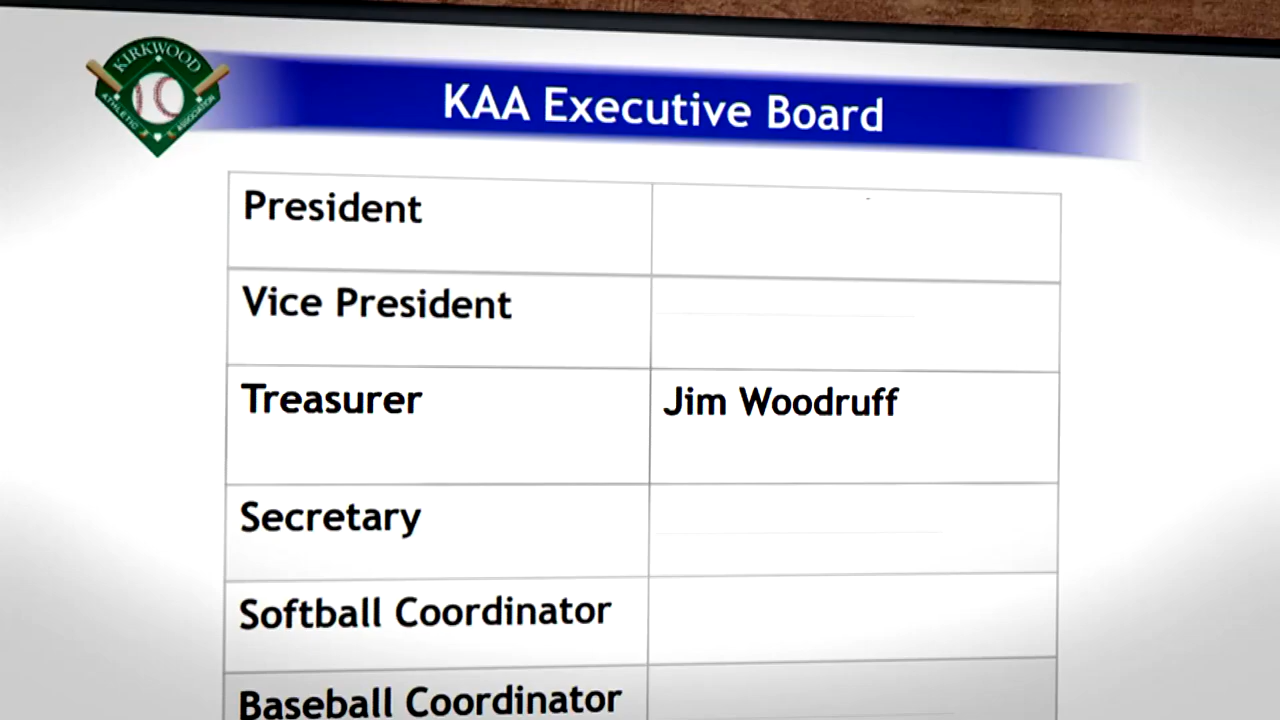 KIRKWOOD
ATHLETIC
ASSOCIATION
KAA Executive Board
President
Vice President
Treasurer Jim Woodruff
Secretary
Softball Coordinator
Baseball Coordinator